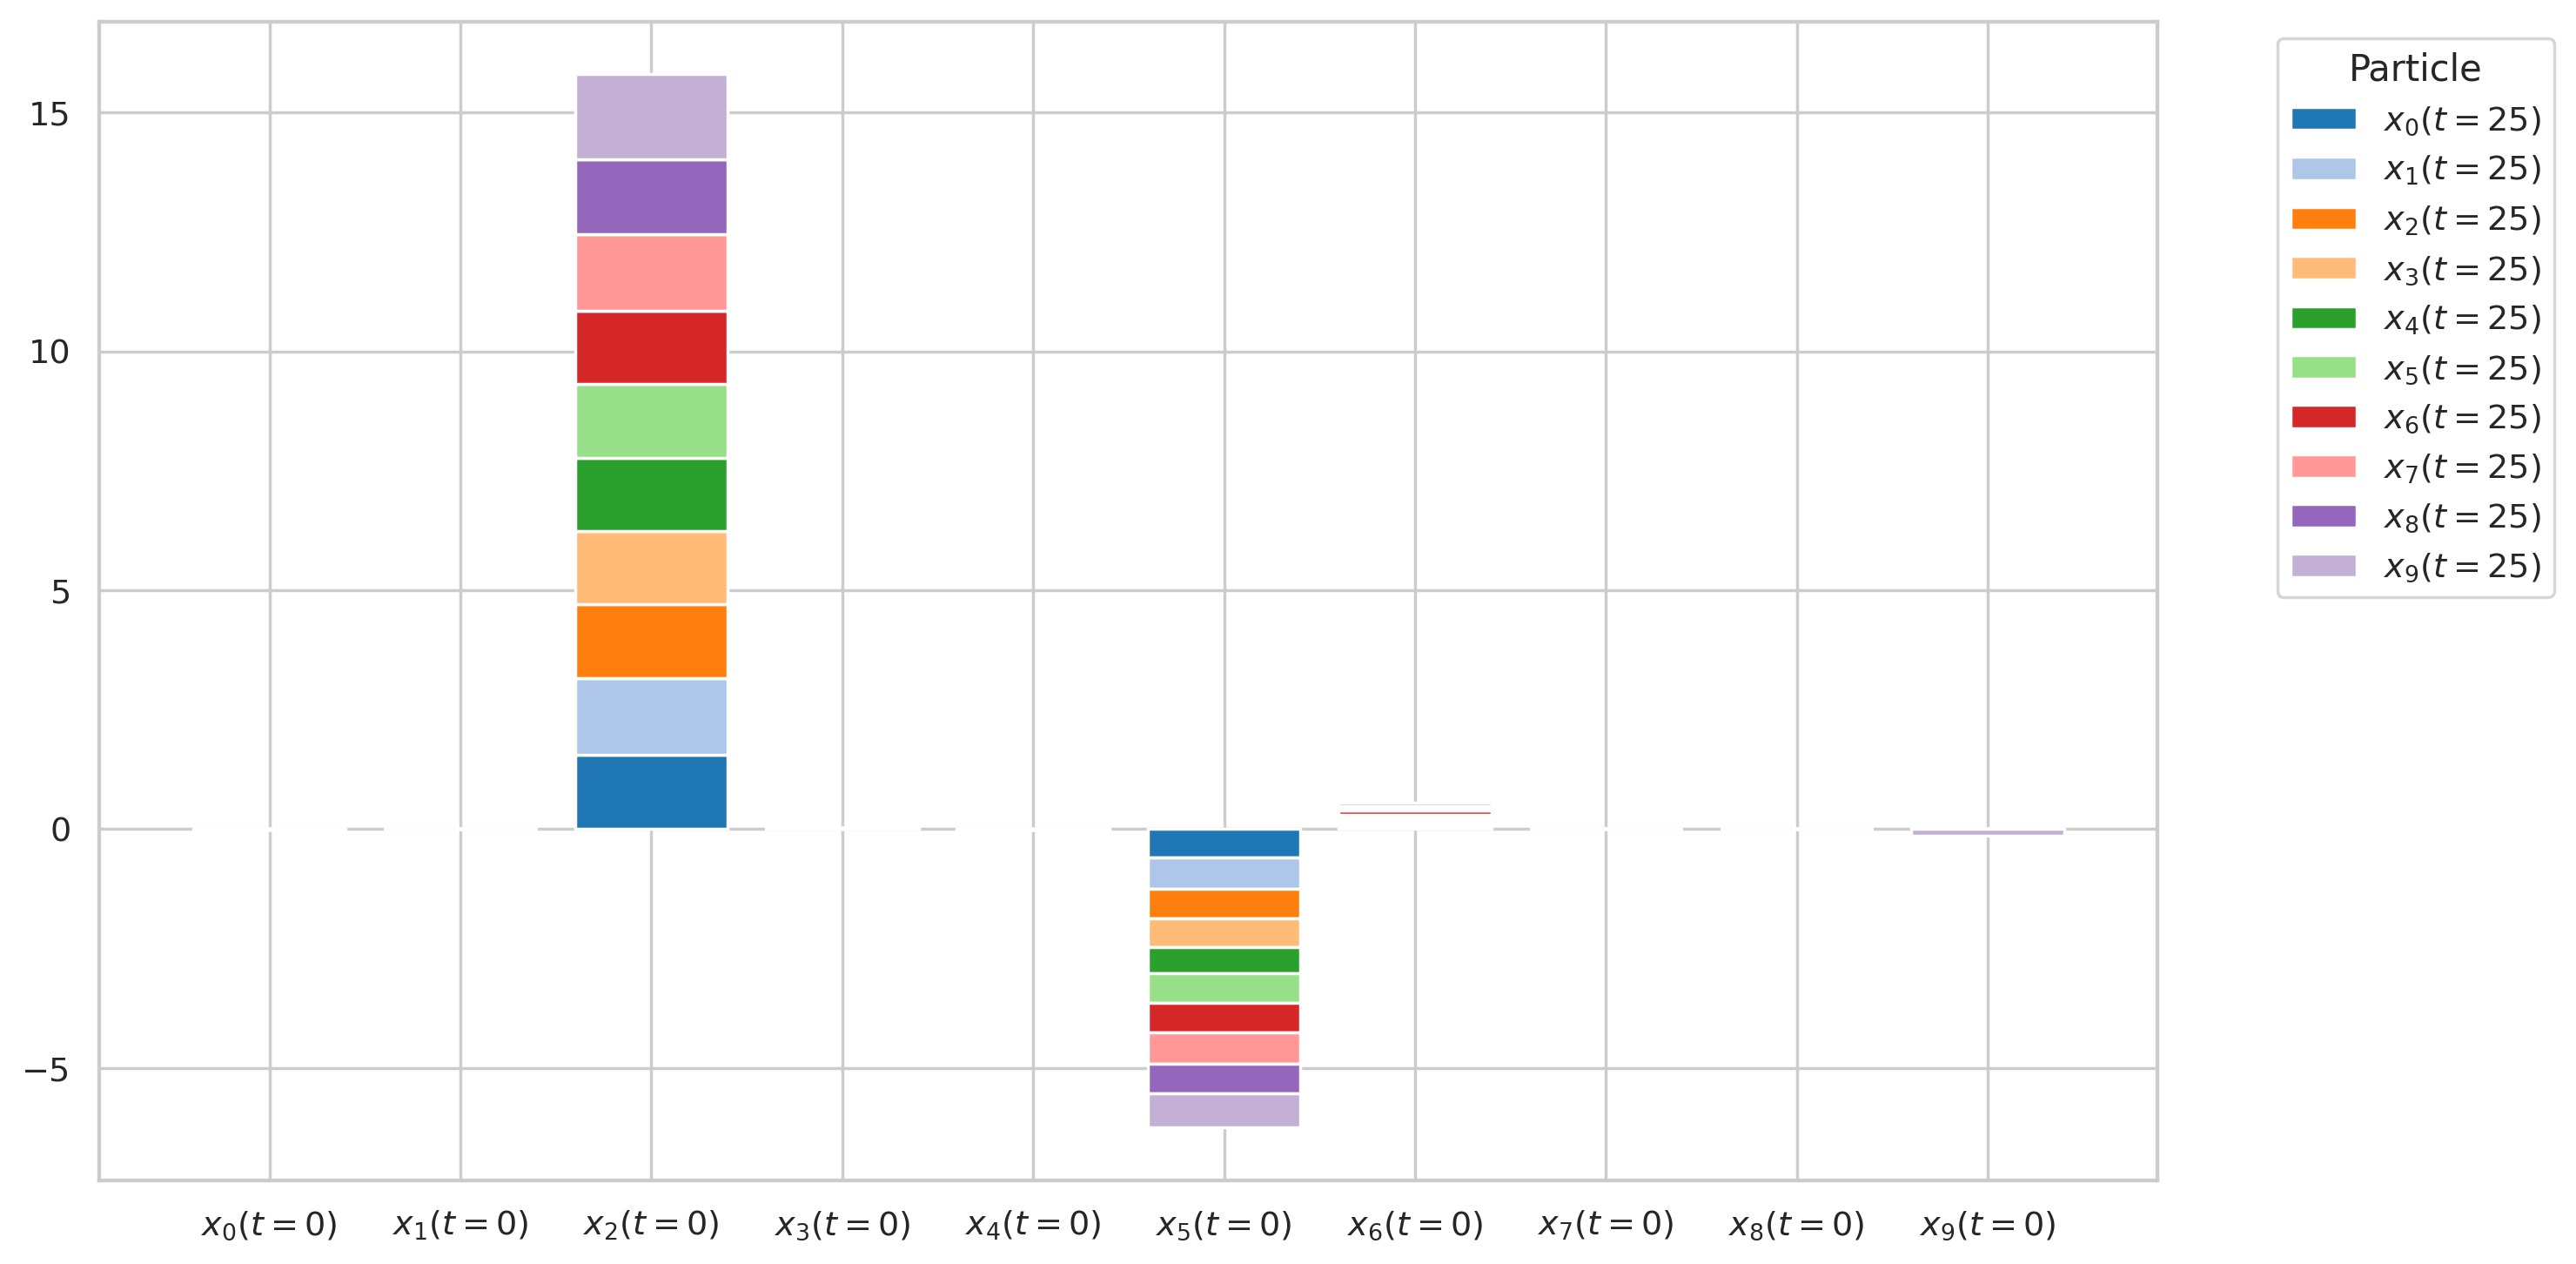 15
10
5
0
−5
x₀(t = 0)
x₁(t = 0)
x₂(t = 0)
x₃(t = 0)
x₄(t = 0)
x₅(t = 0)
x₆(t = 0)
x₇(t = 0)
x₈(t = 0)
x₉(t = 0)
Particle
x₀(t = 25)
x₁(t = 25)
x₂(t = 25)
x₃(t = 25)
x₄(t = 25)
x₅(t = 25)
x₆(t = 25)
x₇(t = 25)
x₈(t = 25)
x₉(t = 25)